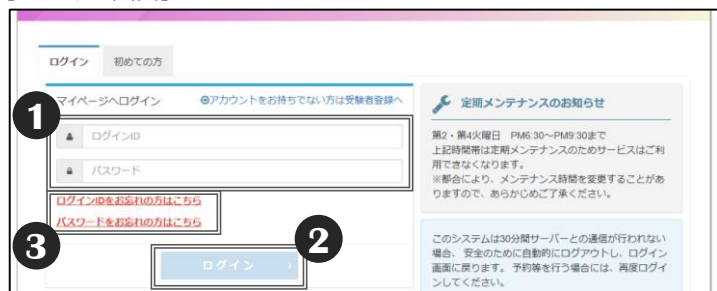 ログイン
初めての方
マイページへログイン
アカウントをお持ちでない方は受験者登録へ
1
ログインID
パスワード
ログインIDをお忘れの方はこちら
パスワードをお忘れの方はこちら
3
2
ログイン
定期メンテナンスのお知らせ
第2・第4火曜日 PM6:30～PM9:30まで
上記時間帯は定期メンテナンスのためサービスはご利
用できなくなります。
※都合により、メンテナンス時間を変更することがあ
りますので、あらかじめご了承ください。
このシステムは30分間サーバーとの通信が行われない
場合、 安全のために自動的にログアウトし、ログイン
画面に戻ります。 予約等を行う場合には、再度ログイ
ンしてください。